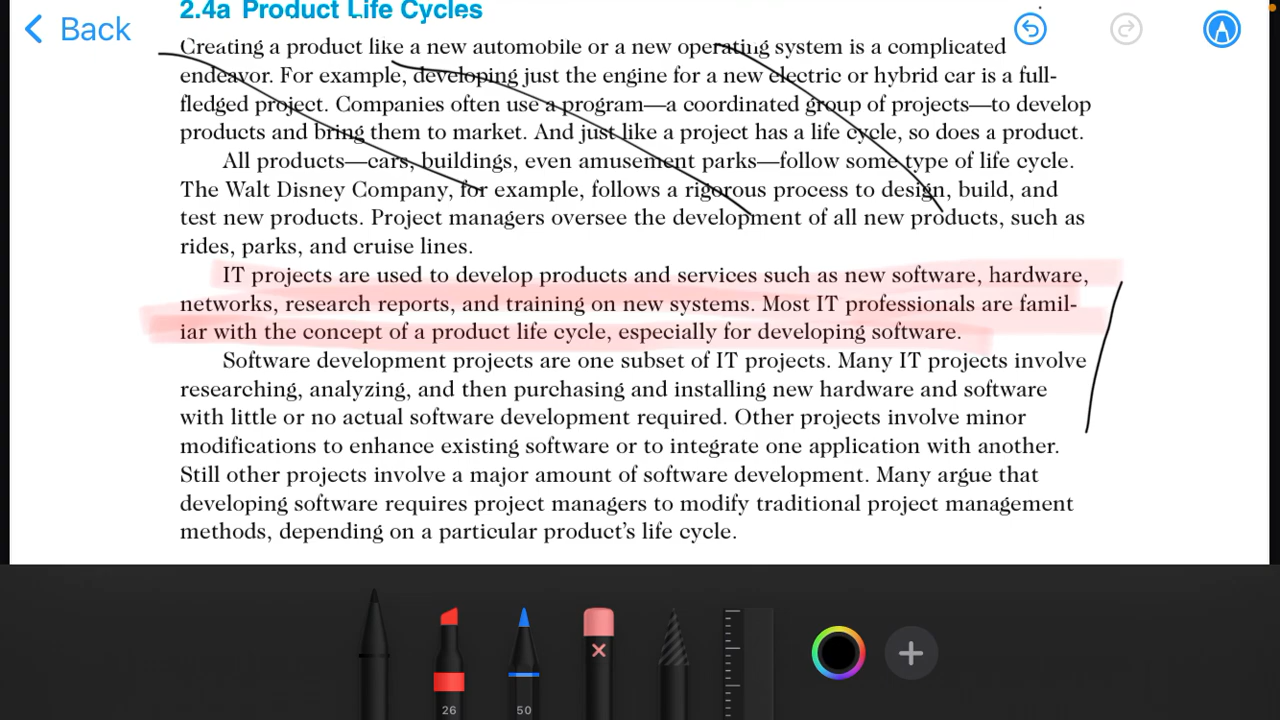 2.4a Product Life Cycles
Back
Creating a product like a new automobile or a new operating system is a complicated
endeavor. For example, developing just the engine for a new electric or hybrid car is a full-
fledged project. Companies often use a program—a coordinated group of projects—to develop
products and bring them to market. And just like a project has a life cycle, so does a product.
All products—cars, buildings, even amusement parks—follow some type of life cycle.
The Walt Disney Company, for example, follows a rigorous process to design, build, and
test new products. Project managers oversee the development of all new products, such as
rides, parks, and cruise lines.
IT projects are used to develop products and services such as new software, hardware,
networks, research reports, and training on new systems. Most IT professionals are famil-
iar with the concept of a product life cycle, especially for developing software.
Software development projects are one subset of IT projects. Many IT projects involve
researching, analyzing, and then purchasing and installing new hardware and software
with little or no actual software development required. Other projects involve minor
modifications to enhance existing software or to integrate one application with another.
Still other projects involve a major amount of software development. Many argue that
developing software requires project managers to modify traditional project management
methods, depending on a particular product’s life cycle.
26
50